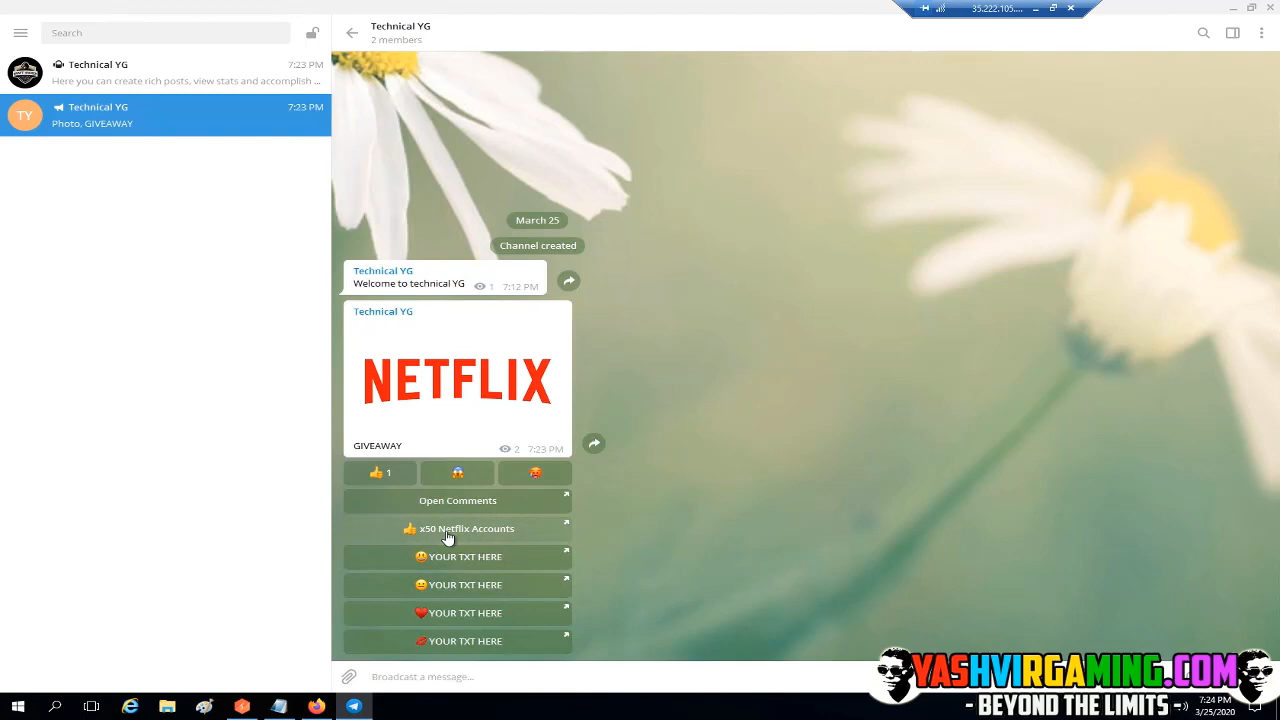 35.222.105....
Search
Technical YG
7:23 PM
Here you can create rich posts, view stats and accomplish ...
TY
Technical YG
7:23 PM
Photo, GIVEAWAY
Technical YG
2 members
March 25
Channel created
Technical YG
Welcome to technical YG
1 7:12 PM
Technical YG
NETFLIX
GIVEAWAY
2 7:23 PM
👍 1
😱
🥵
Open Comments
👍 x50 Netflix Accounts
😃YOUR TXT HERE
😐YOUR TXT HERE
❤️YOUR TXT HERE
💋YOUR TXT HERE
Broadcast a message...
YASHVIRGAMING.COM
- BEYOND THE LIMITS -
7:24 PM
3/25/2020